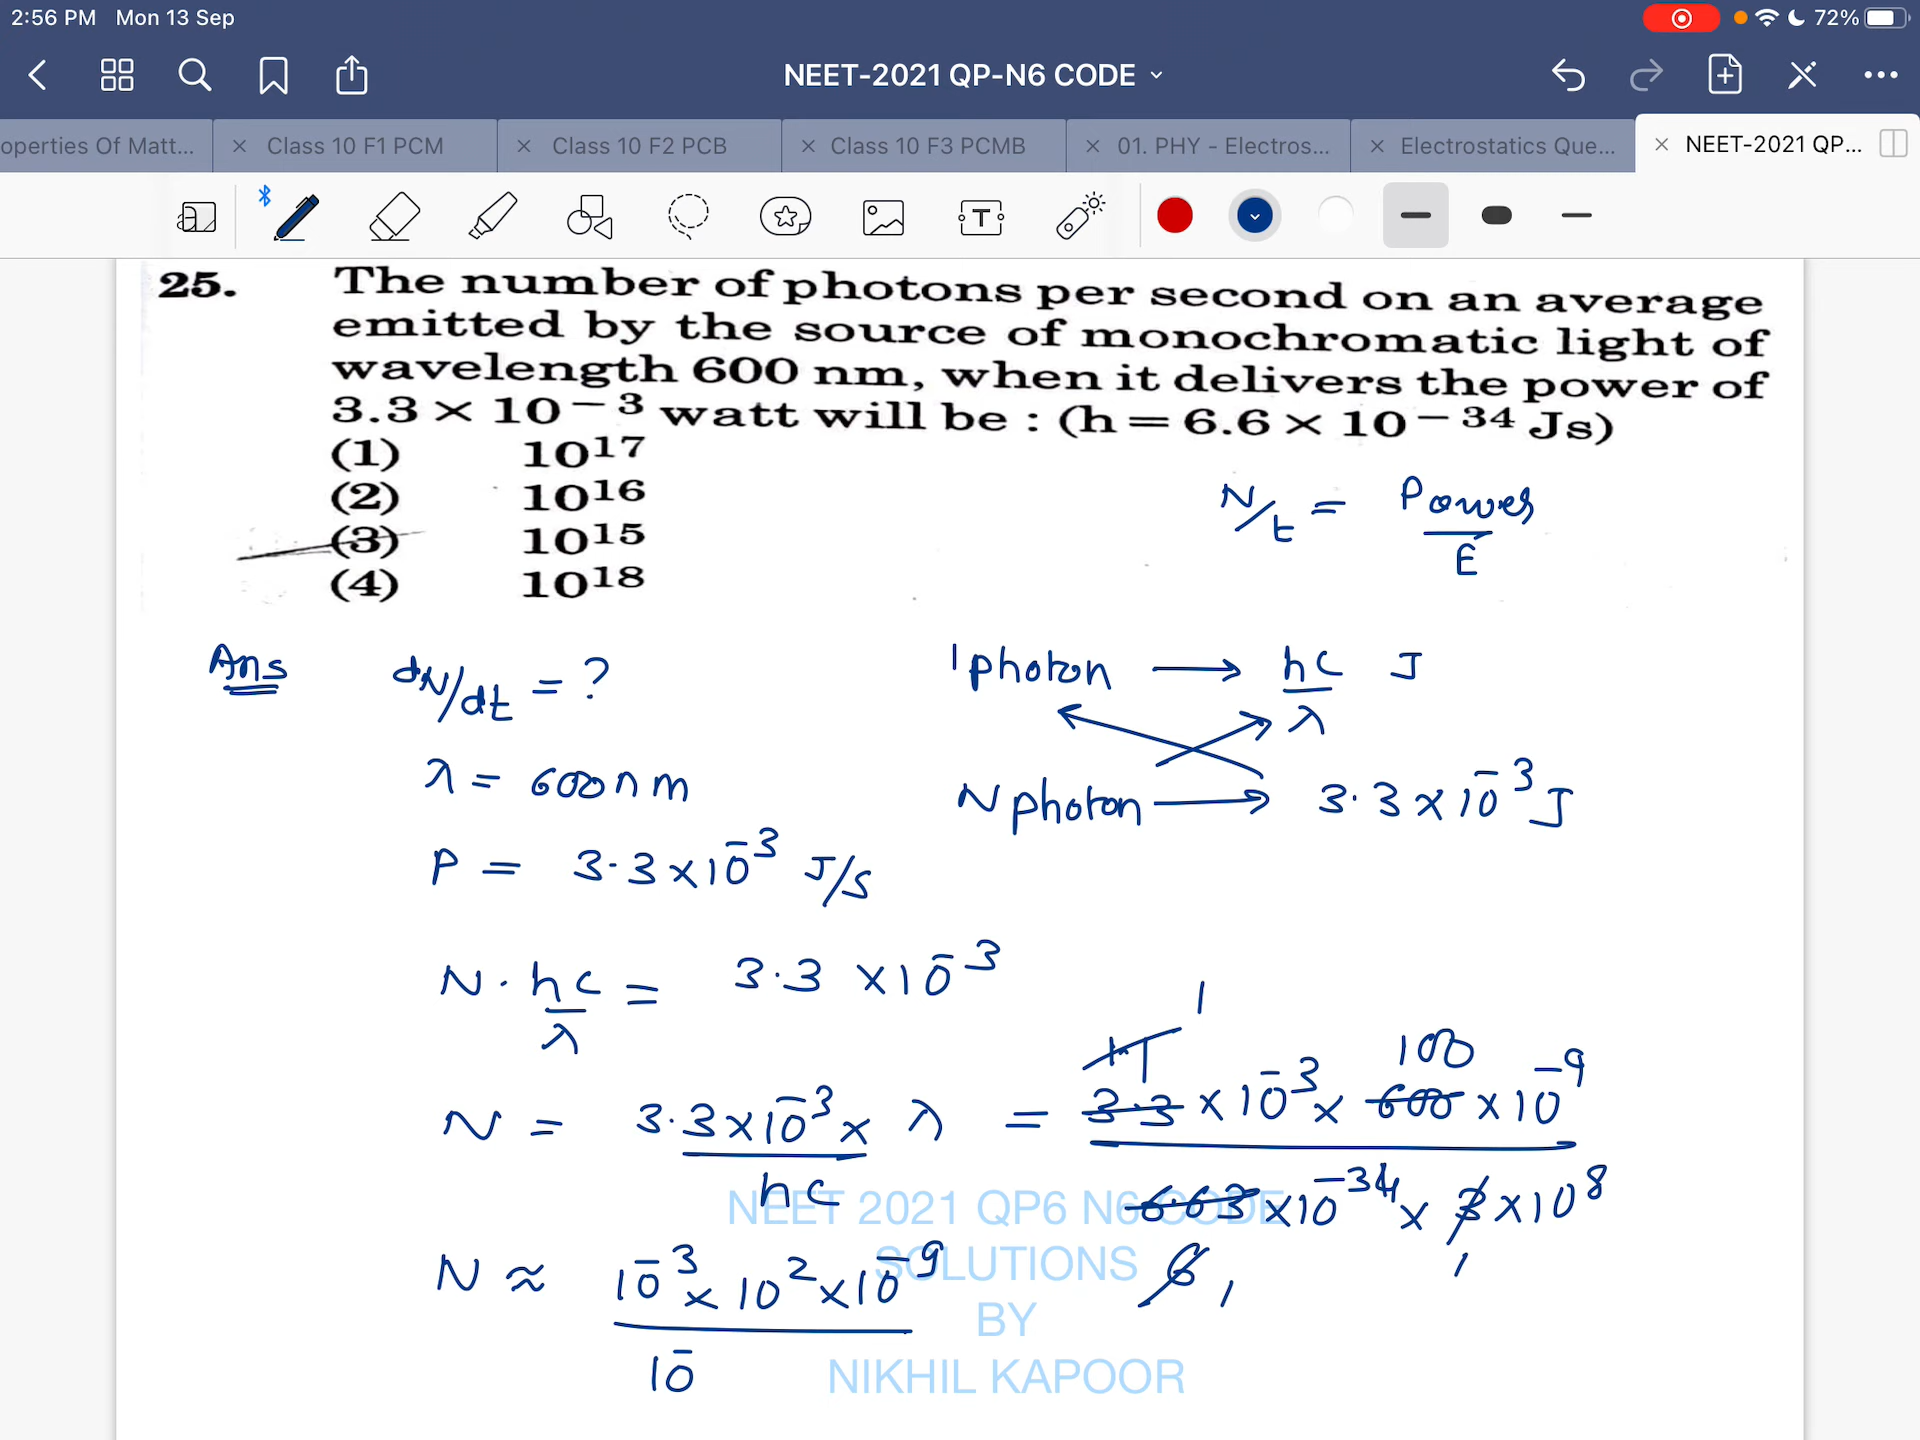 2:56 PM Mon 13 Sep 72%
NEET-2021 QP-N6 CODE
operties Of Matt... × Class 10 F1 PCM × Class 10 F2 PCB × Class 10 F3 PCMB × 01. PHY - Electros... × Electrostatics Que... × NEET-2021 QP...
25. The number of photons per second on an average
emitted by the source of monochromatic light of
wavelength 600 nm, when it delivers the power of
3.3 × 10⁻³ watt will be : (h = 6.6 × 10⁻³⁴ Js)
(1) 10¹⁷
(2) 10¹⁶
(3) 10¹⁵
(4) 10¹⁸
N/t = Power/E
Ans dN/dt = ?
1 photon → hc/λ J
λ = 600 nm
N photon → 3.3 × 10⁻³ J
P = 3.3 × 10⁻³ J/s
N · hc/λ = 3.3 × 10⁻³
N = 3.3 × 10⁻³ × λ / hc = 3.3 × 10⁻³ × 600 × 10⁻⁹ / 6.63 × 10⁻³⁴ × 3 × 10⁸
1
1.1
100
6 1
1
N ≈ 10⁻³ × 10² × 10⁻⁹ / 10⁻
NEET 2021 QP6 N6 CODE
SOLUTIONS
BY
NIKHIL KAPOOR